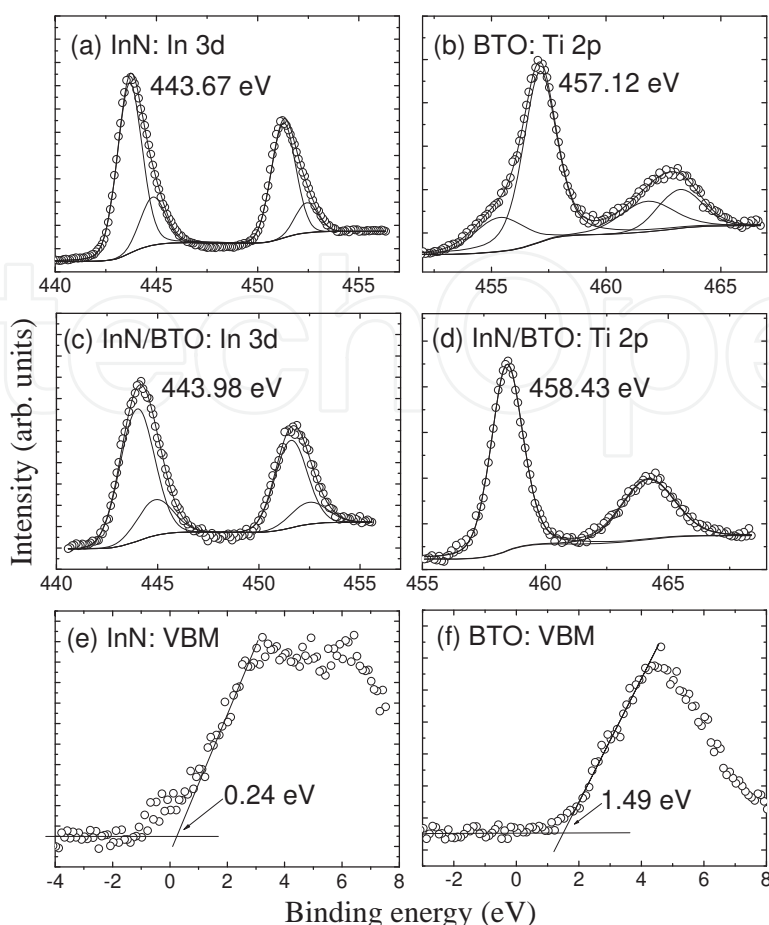 (a) InN: In 3d
443.67 eV
440 445 450 455
(b) BTO: Ti 2p
457.12 eV
455 460 465
(c) InN/BTO: In 3d
443.98 eV
440 445 450 455
(d) InN/BTO: Ti 2p
458.43 eV
455 460 465
(e) InN: VBM
0.24 eV
-4 -2 0 2 4 6 8
(f) BTO: VBM
1.49 eV
-2 0 2 4 6 8
Intensity (arb. units)
Binding energy (eV)
techOpe